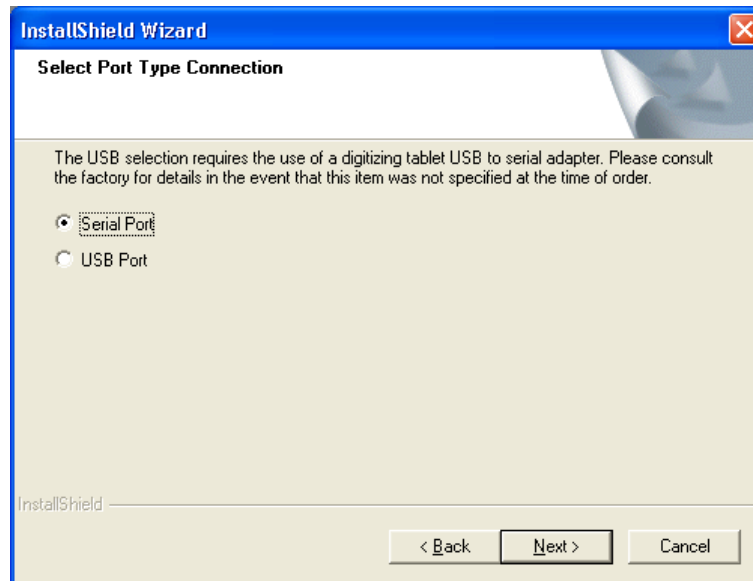 InstallShield Wizard
Select Port Type Connection
The USB selection requires the use of a digitizing tablet USB to serial adapter. Please consult
the factory for details in the event that this item was not specified at the time of order.
Serial Port
USB Port
InstallShield
< Back Next > Cancel